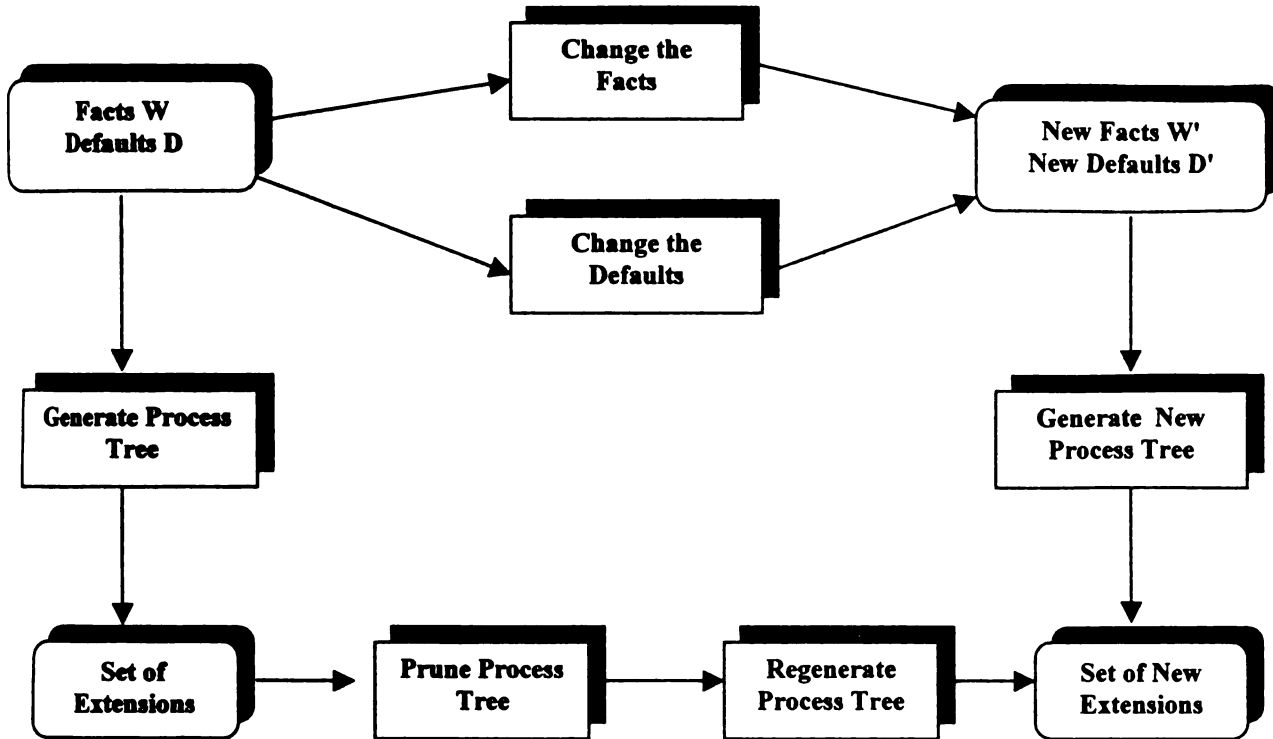 Change the
Facts
Facts W
Defaults D
New Facts W'
New Defaults D'
Change the
Defaults
Generate Process
Tree
Generate New
Process Tree
Set of
Extensions
Prune Process
Tree
Regenerate
Process Tree
Set of New
Extensions